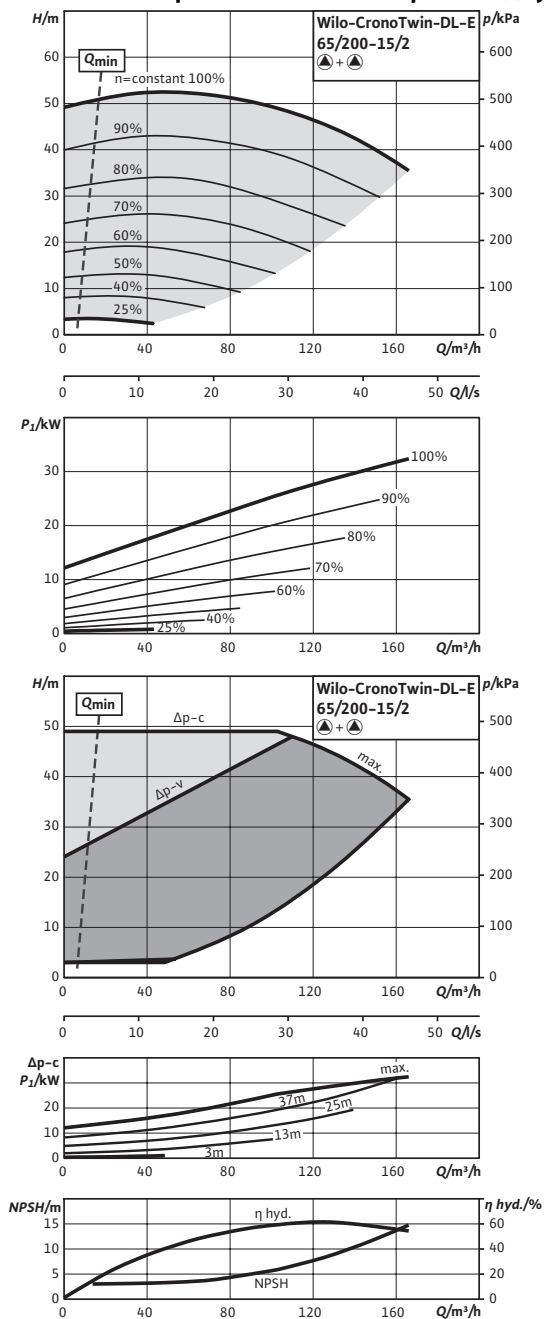 H/m
Wilo-CronoTwin-DL-E
65/200-15/2
+
p/kPa
60
50
40
30
20
10
0
Qmin
n=constant 100%
90%
80%
70%
60%
50%
40%
25%
600
500
400
300
200
100
0
0 40 80 120 160 Q/m³/h
0 10 20 30 40 50 Q/l/s
P1/kW
30
20
10
0
100%
90%
80%
70%
60%
40%
25%
0 40 80 120 160 Q/m³/h
H/m
Wilo-CronoTwin-DL-E
65/200-15/2
+
p/kPa
50
40
30
20
10
0
Qmin
Δp-c
Δp-v
max.
500
400
300
200
100
0
0 40 80 120 160 Q/m³/h
0 10 20 30 40 50 Q/l/s
Δp-c
P1/kW
20
10
0
max.
37m
25m
13m
3m
0 40 80 120 160 Q/m³/h
NPSH/m
η hyd./%
15
10
5
0
η hyd.
NPSH
60
40
20
0
0 40 80 120 160 Q/m³/h